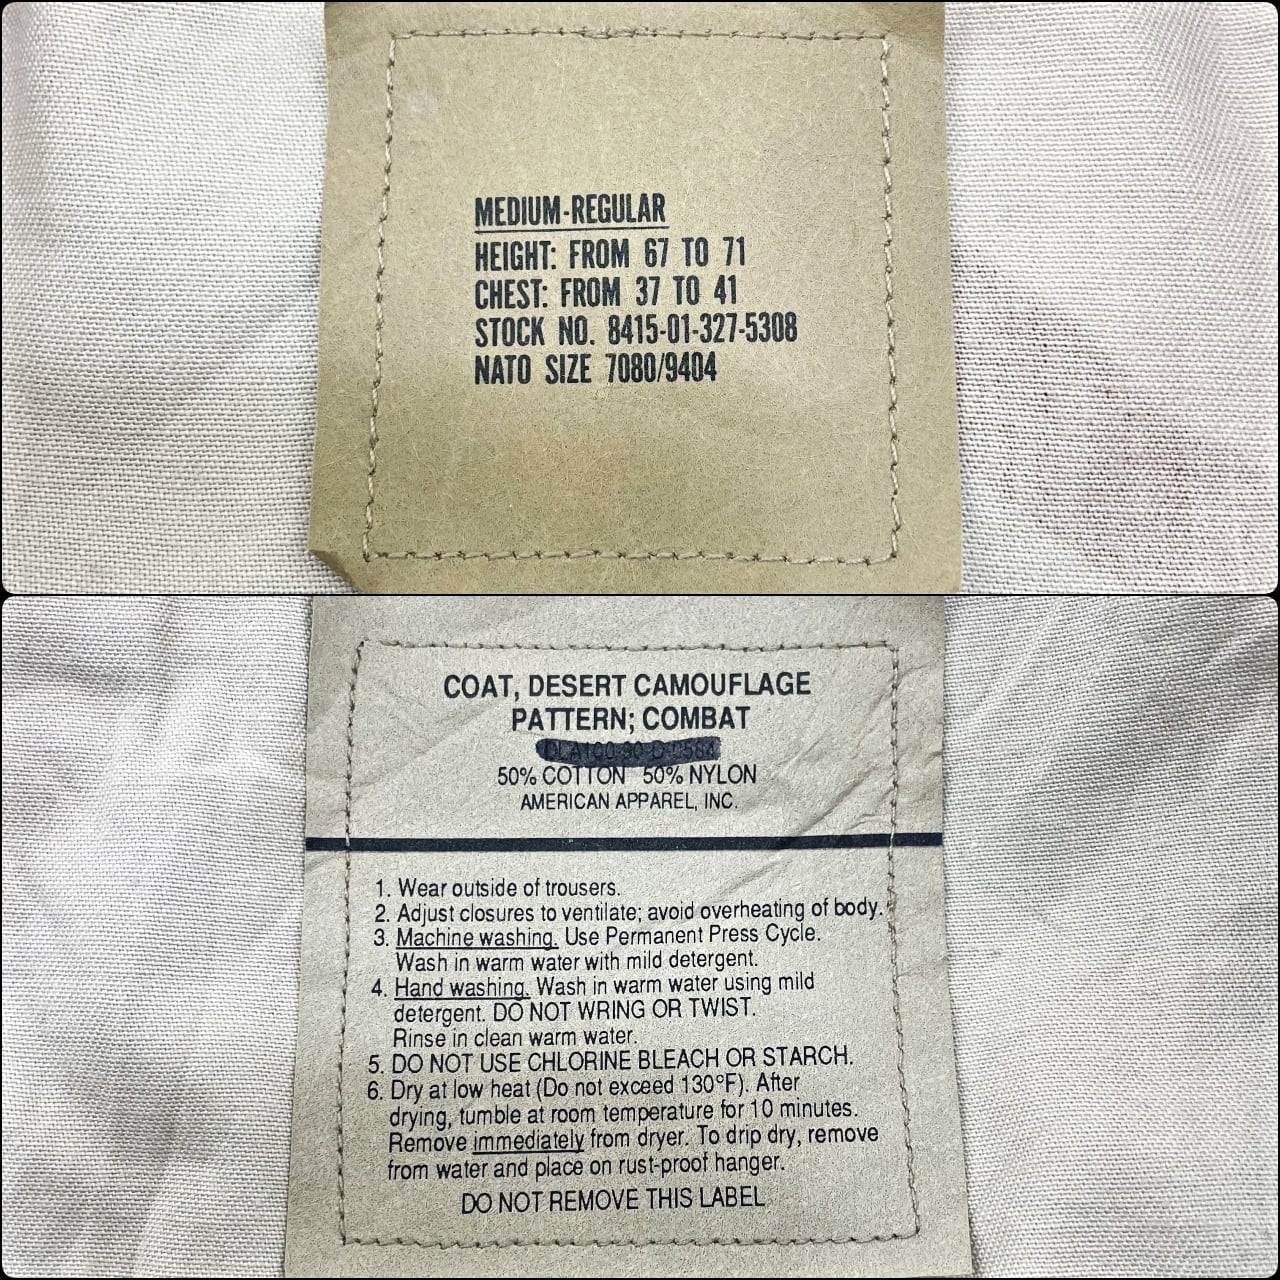 MEDIUM-REGULAR
HEIGHT: FROM 67 TO 71
CHEST: FROM 37 TO 41
STOCK NO. 8415-01-327-5308
NATO SIZE 7080/9404
COAT, DESERT CAMOUFLAGE
PATTERN; COMBAT
50% COTTON 50% NYLON
AMERICAN APPAREL, INC.
1. Wear outside of trousers.
2. Adjust closures to ventilate; avoid overheating of body.
3. Machine washing. Use Permanent Press Cycle.
Wash in warm water with mild detergent.
4. Hand washing. Wash in warm water using mild
detergent. DO NOT WRING OR TWIST.
Rinse in clean warm water.
5. DO NOT USE CHLORINE BLEACH OR STARCH.
6. Dry at low heat (Do not exceed 130°F). After
drying, tumble at room temperature for 10 minutes.
Remove immediately from dryer. To drip dry, remove
from water and place on rust-proof hanger.
DO NOT REMOVE THIS LABEL